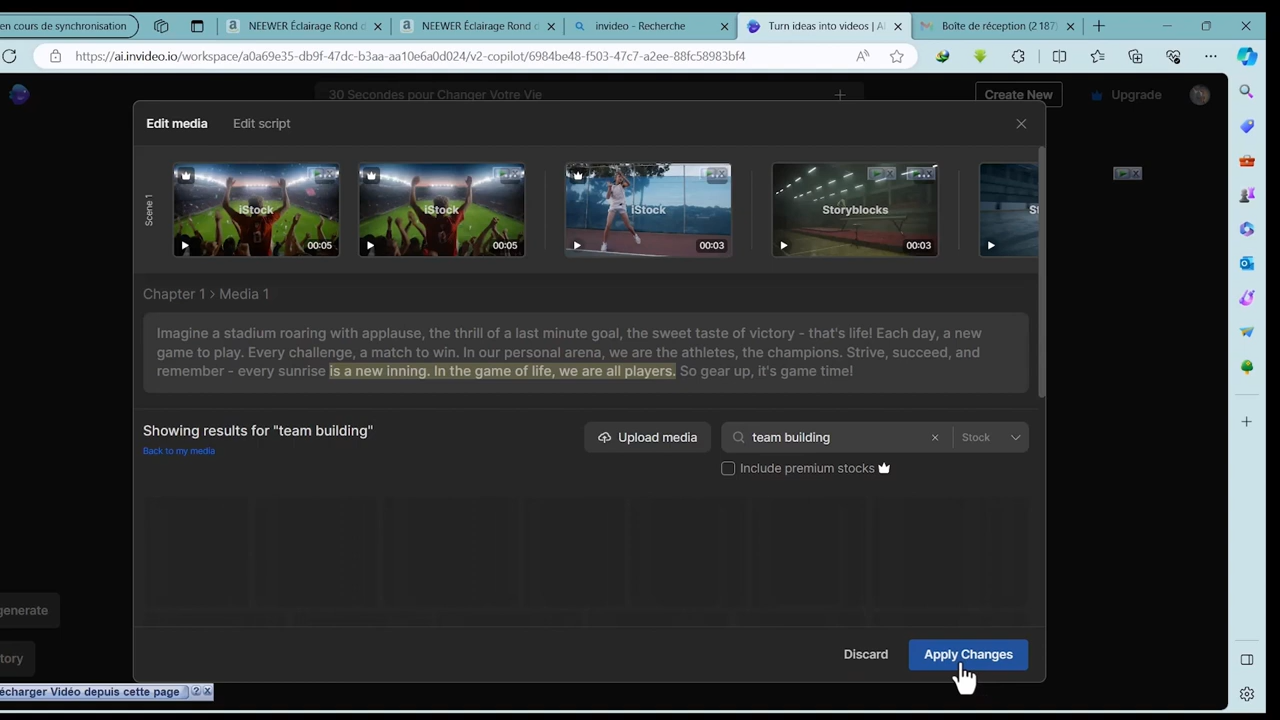 en cours de synchronisation
NEEWER Éclairage Rond d
NEEWER Éclairage Rond d
invideo - Recherche
Turn ideas into videos | AI
Boîte de réception (2 187)
https://ai.invideo.io/workspace/a0a69e35-db9f-47dc-b3aa-aa10e6a0d024/v2-copilot/6984be48-f503-47c7-a2ee-88fc58983bf4
30 Secondes pour Changer Votre Vie
Create New
Upgrade
Edit media
Edit script
Scene 1
iStock
00:05
iStock
00:05
iStock
00:03
Storyblocks
00:03
St
Chapter 1 > Media 1
Imagine a stadium roaring with applause, the thrill of a last minute goal, the sweet taste of victory - that's life! Each day, a new
game to play. Every challenge, a match to win. In our personal arena, we are the athletes, the champions. Strive, succeed, and
remember - every sunrise is a new inning. In the game of life, we are all players. So gear up, it's game time!
Showing results for "team building"
Back to my media
Upload media
team building
Stock
Include premium stocks
generate
tory
Discard
Apply Changes
écharger Vidéo depuis cette page